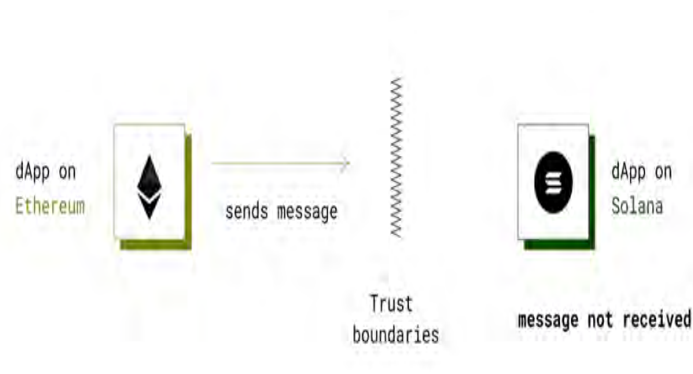 dApp on
Ethereum
sends message
Trust
boundaries
dApp on
Solana
message not received